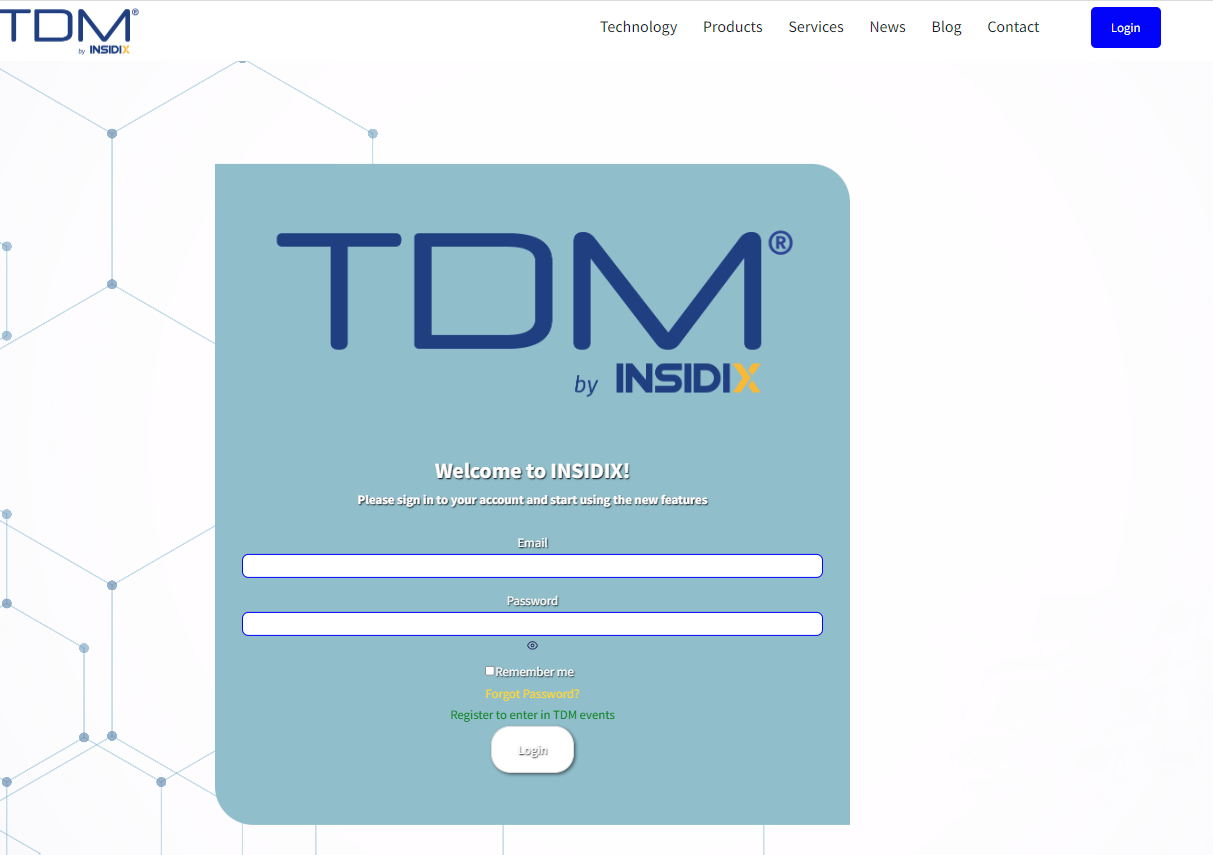 TDM®
by INSIDIX
Technology Products Services News Blog Contact Login
TDM®
by INSIDIX
Welcome to INSIDIX!
Please sign in to your account and start using the new features
Email
Password
Remember me
Forgot Password?
Register to enter in TDM events
Login